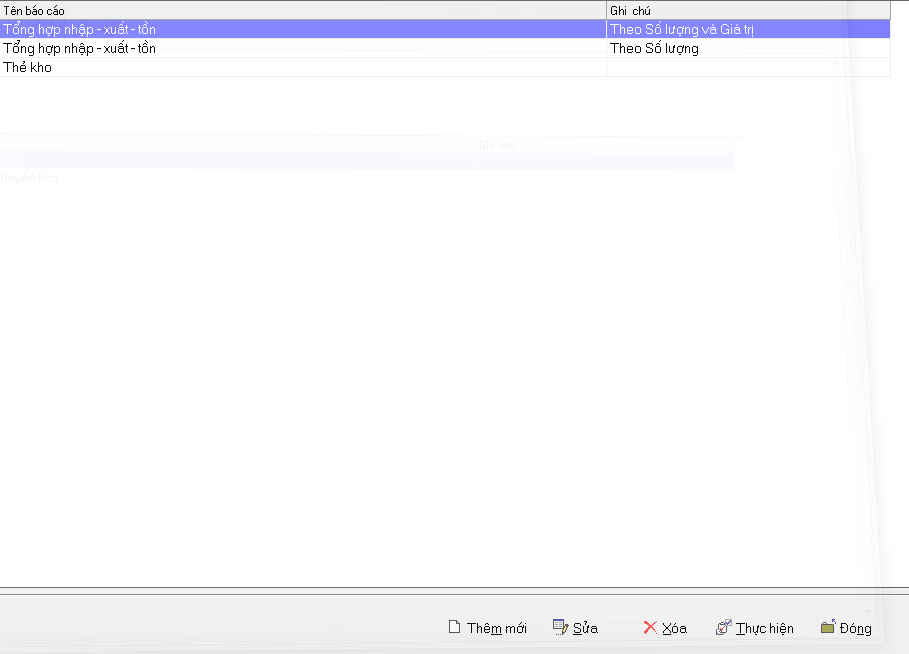 Tên báo cáo Ghi chú
Tổng hợp nhập - xuất - tồn Theo Số lượng và Giá trị
Tổng hợp nhập - xuất - tồn Theo Số lượng
Thẻ kho
Ghi chú
chuyển kho
Thêm mới Sửa Xóa Thực hiện Đóng